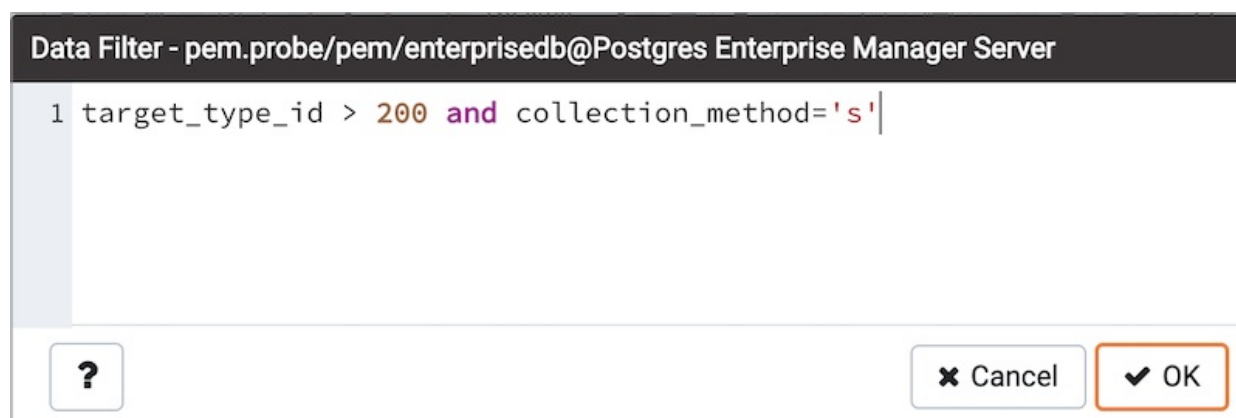 Data Filter - pem.probe/pem/enterprisedb@Postgres Enterprise Manager Server
1 target_type_id > 200 and collection_method='s'
? ✖ Cancel ✔ OK